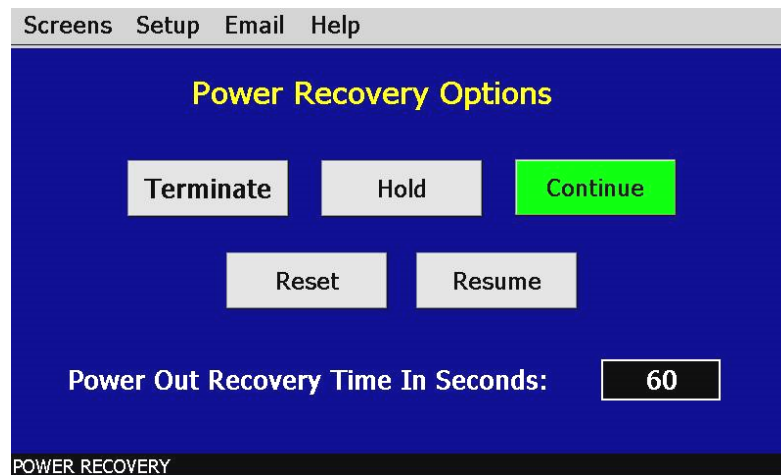 Screens Setup Email Help
Power Recovery Options
Terminate Hold Continue
Reset Resume
Power Out Recovery Time In Seconds: 60
POWER RECOVERY